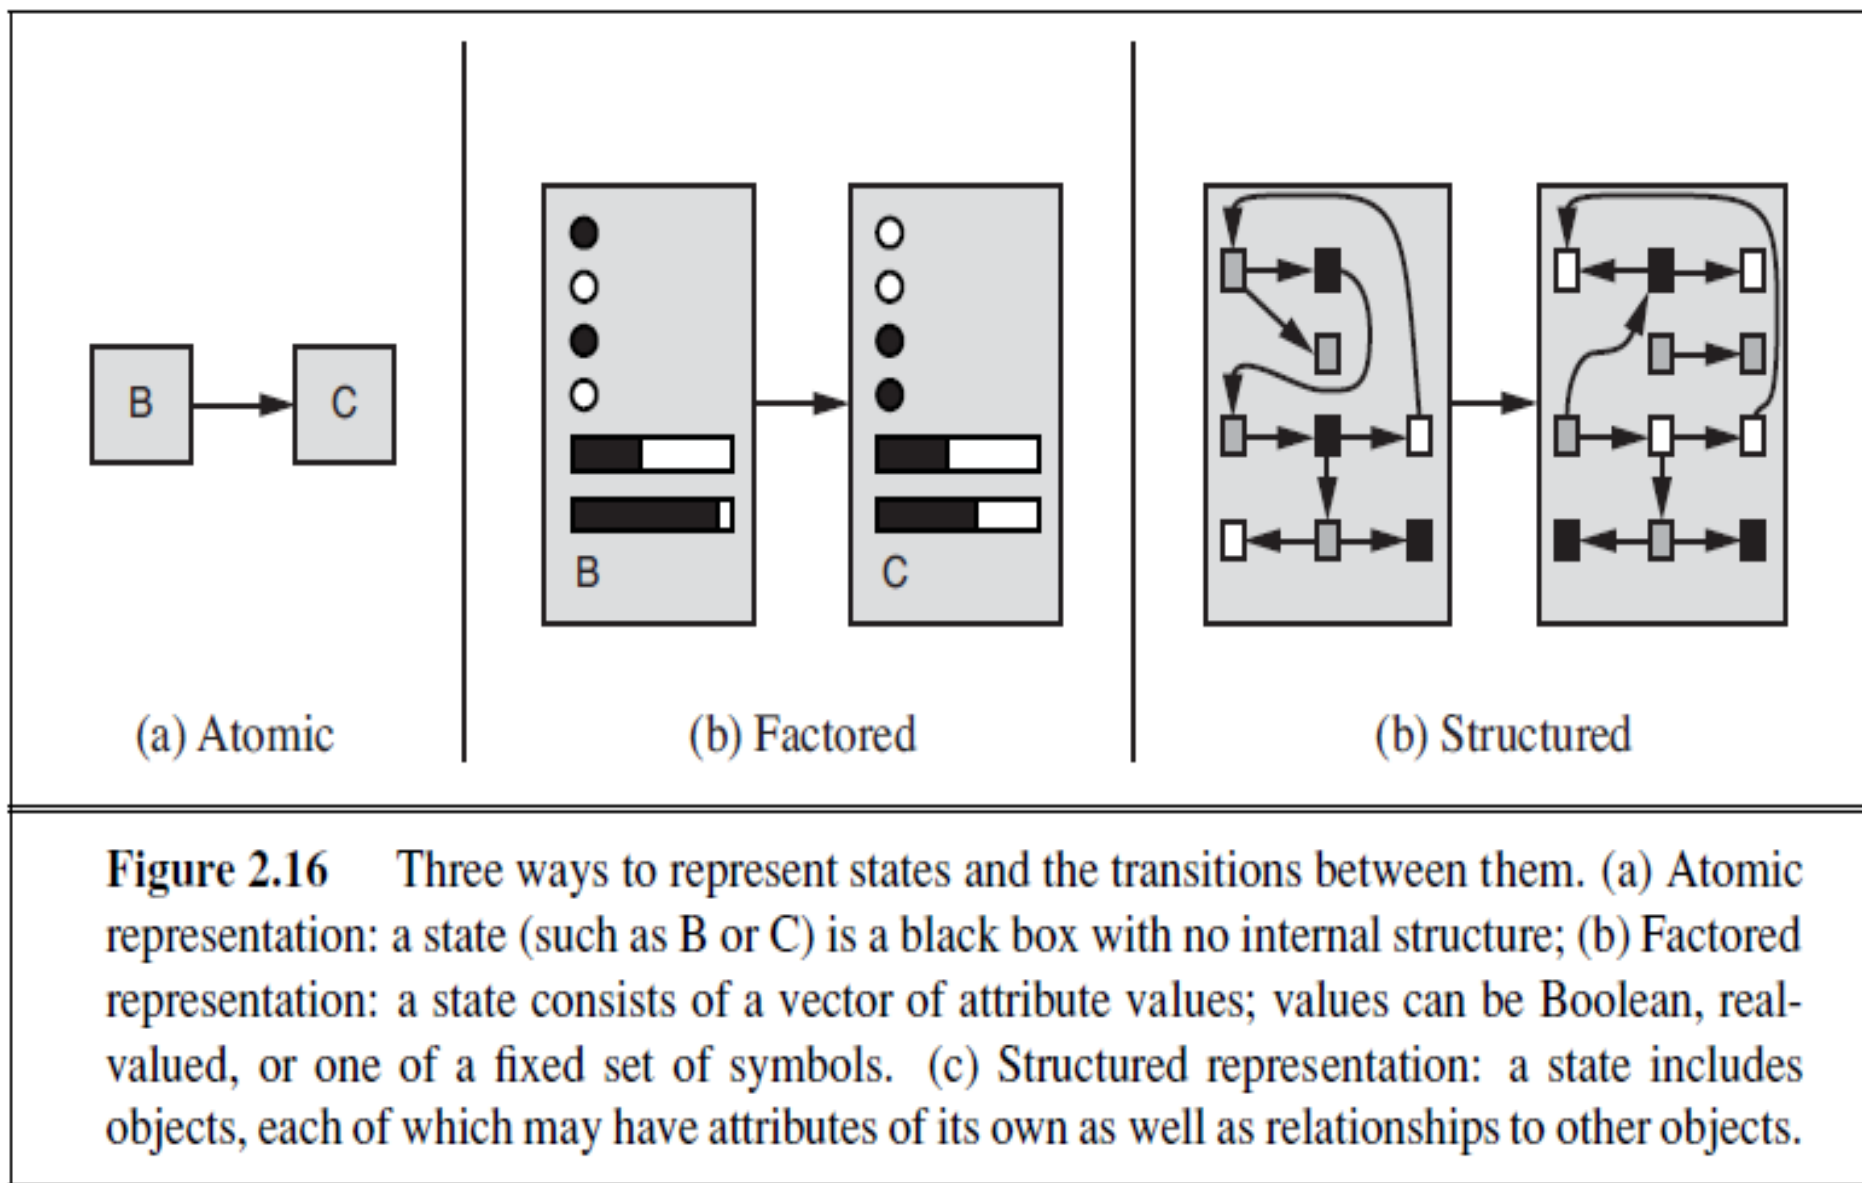 B
C
B
C
(a) Atomic
(b) Factored
(b) Structured
Figure 2.16 Three ways to represent states and the transitions between them. (a) Atomic
representation: a state (such as B or C) is a black box with no internal structure; (b) Factored
representation: a state consists of a vector of attribute values; values can be Boolean, real-
valued, or one of a fixed set of symbols. (c) Structured representation: a state includes
objects, each of which may have attributes of its own as well as relationships to other objects.